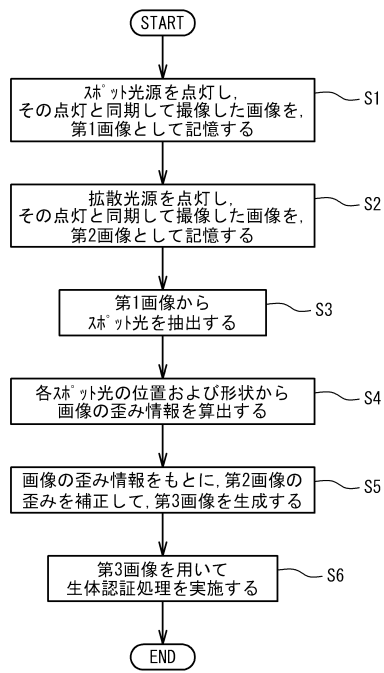 START
ｽﾎﾟｯﾄ光源を点灯し,
その点灯と同期して撮像した画像を,
第1画像として記憶する
S1
拡散光源を点灯し,
その点灯と同期して撮像した画像を,
第2画像として記憶する
S2
第1画像から
ｽﾎﾟｯﾄ光を抽出する
S3
各ｽﾎﾟｯﾄ光の位置および形状から
画像の歪み情報を算出する
S4
画像の歪み情報をもとに,第2画像の
歪みを補正して,第3画像を生成する
S5
第3画像を用いて
生体認証処理を実施する
S6
END